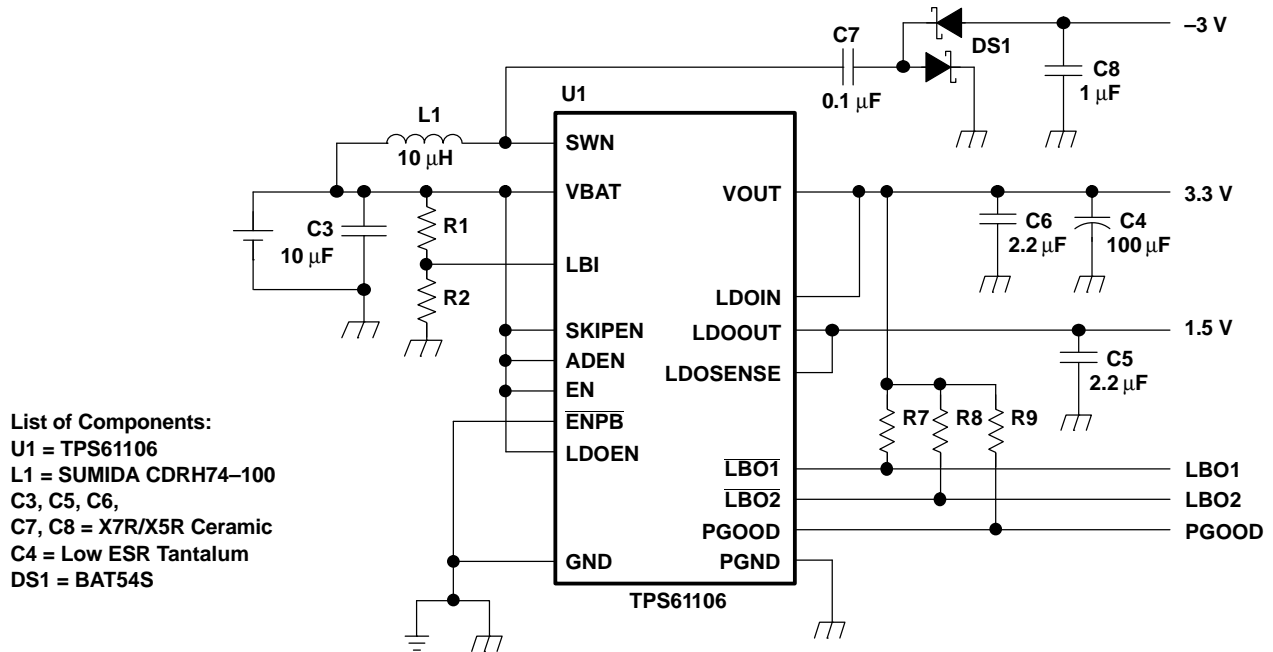 –3 V
C7
DS1
C8
0.1 µF
1 µF
U1
L1
10 µH
SWN
VBAT
VOUT
3.3 V
C3
10 µF
R1
C6
2.2 µF
C4
100 µF
LBI
R2
LDOIN
SKIPEN
LDOOUT
1.5 V
ADEN
LDOSENSE
C5
2.2 µF
EN
ENPB
LDOEN
R7
R8
R9
List of Components:
U1 = TPS61106
L1 = SUMIDA CDRH74–100
C3, C5, C6,
C7, C8 = X7R/X5R Ceramic
C4 = Low ESR Tantalum
DS1 = BAT54S
LBO1
LBO1
LBO2
LBO2
PGOOD
PGOOD
GND
PGND
TPS61106